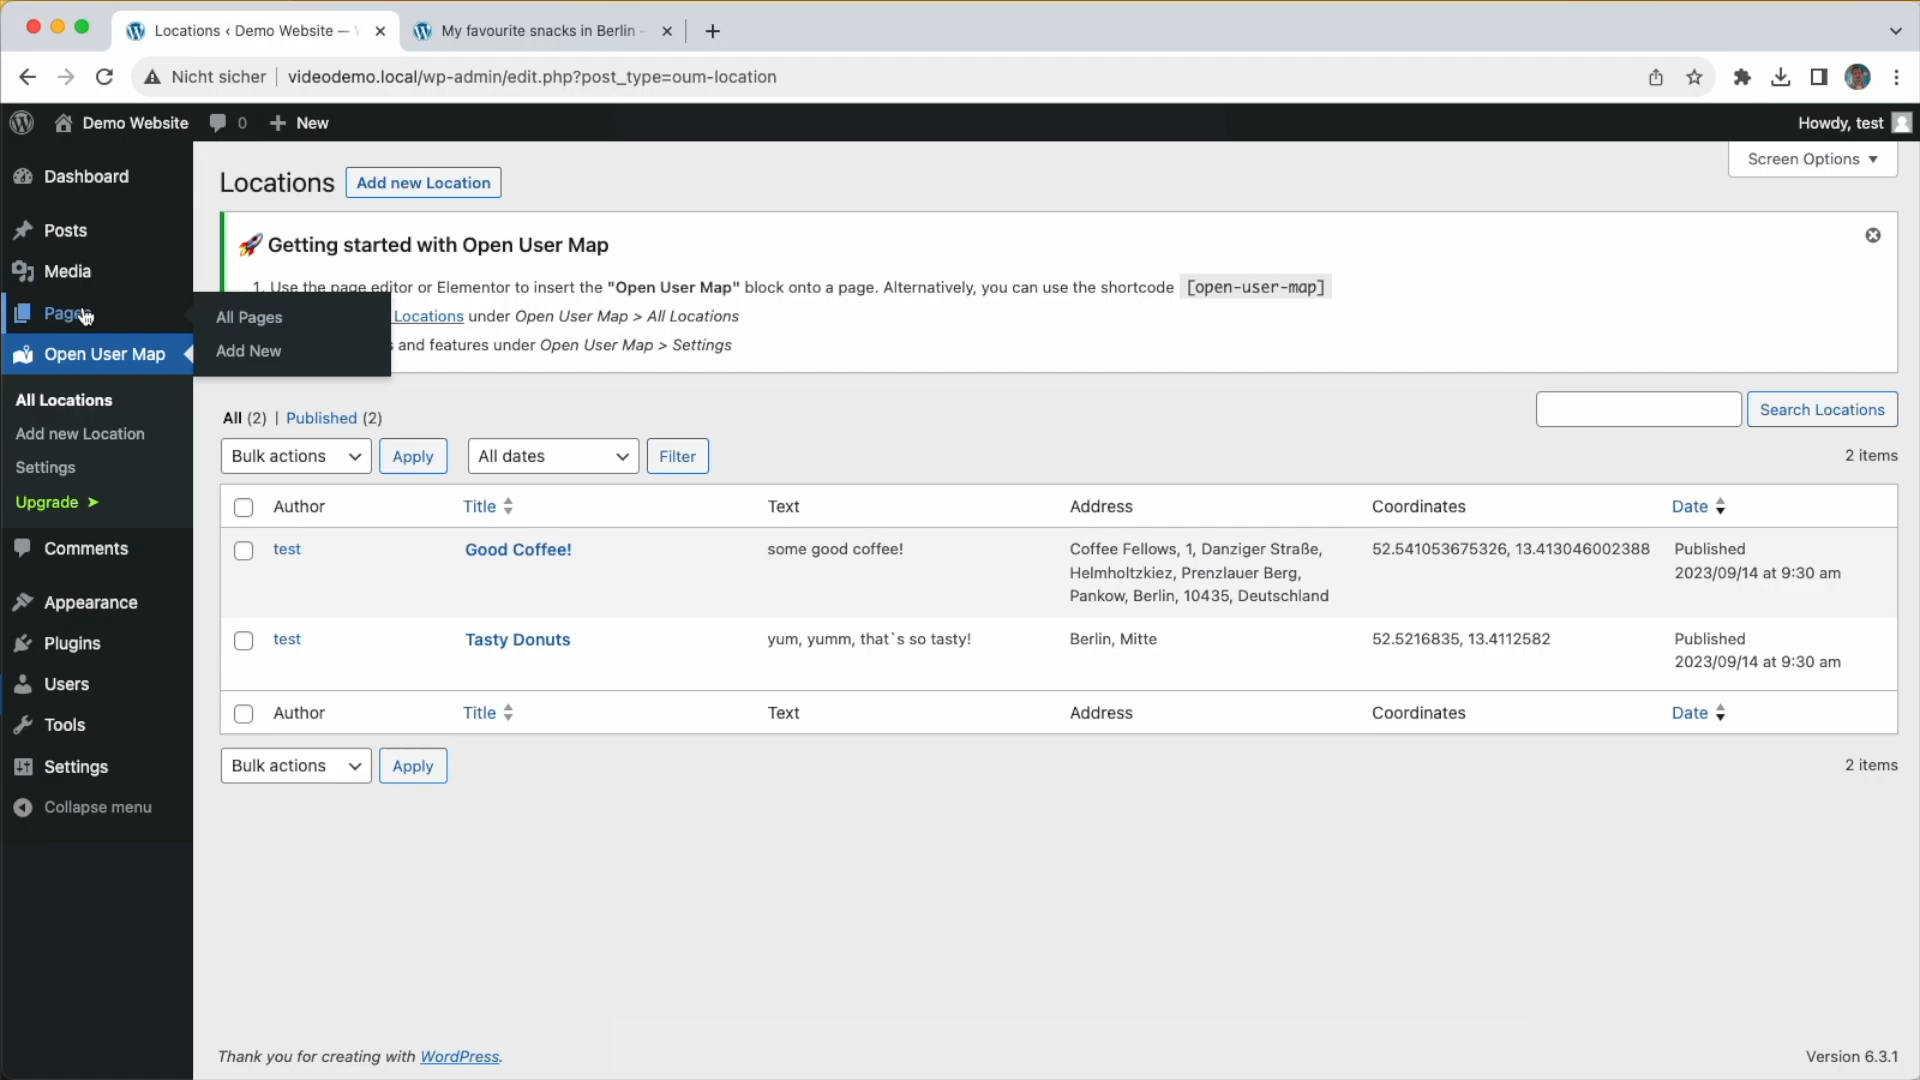 Locations ‹ Demo Website —
My favourite snacks in Berlin
Nicht sicher
videodemo.local/wp-admin/edit.php?post_type=oum-location
Demo Website
0
New
Howdy, test
Screen Options
Dashboard
Posts
Media
Pages
Open User Map
All Locations
Add new Location
Settings
Upgrade ➤
Comments
Appearance
Plugins
Users
Tools
Settings
Collapse menu
All Pages
Add New
Locations
Add new Location
🚀 Getting started with Open User Map
1. Use the page editor or Elementor to insert the "Open User Map" block onto a page. Alternatively, you can use the shortcode [open-user-map]
Locations under Open User Map > All Locations
and features under Open User Map > Settings
All (2) | Published (2)
Search Locations
Bulk actions
Apply
All dates
Filter
2 items
Author
Title
Text
Address
Coordinates
Date
test
Good Coffee!
some good coffee!
Coffee Fellows, 1, Danziger Straße,
Helmholtzkiez, Prenzlauer Berg,
Pankow, Berlin, 10435, Deutschland
52.541053675326, 13.413046002388
Published
2023/09/14 at 9:30 am
test
Tasty Donuts
yum, yumm, that`s so tasty!
Berlin, Mitte
52.5216835, 13.4112582
Published
2023/09/14 at 9:30 am
Author
Title
Text
Address
Coordinates
Date
Bulk actions
Apply
2 items
Thank you for creating with WordPress.
Version 6.3.1